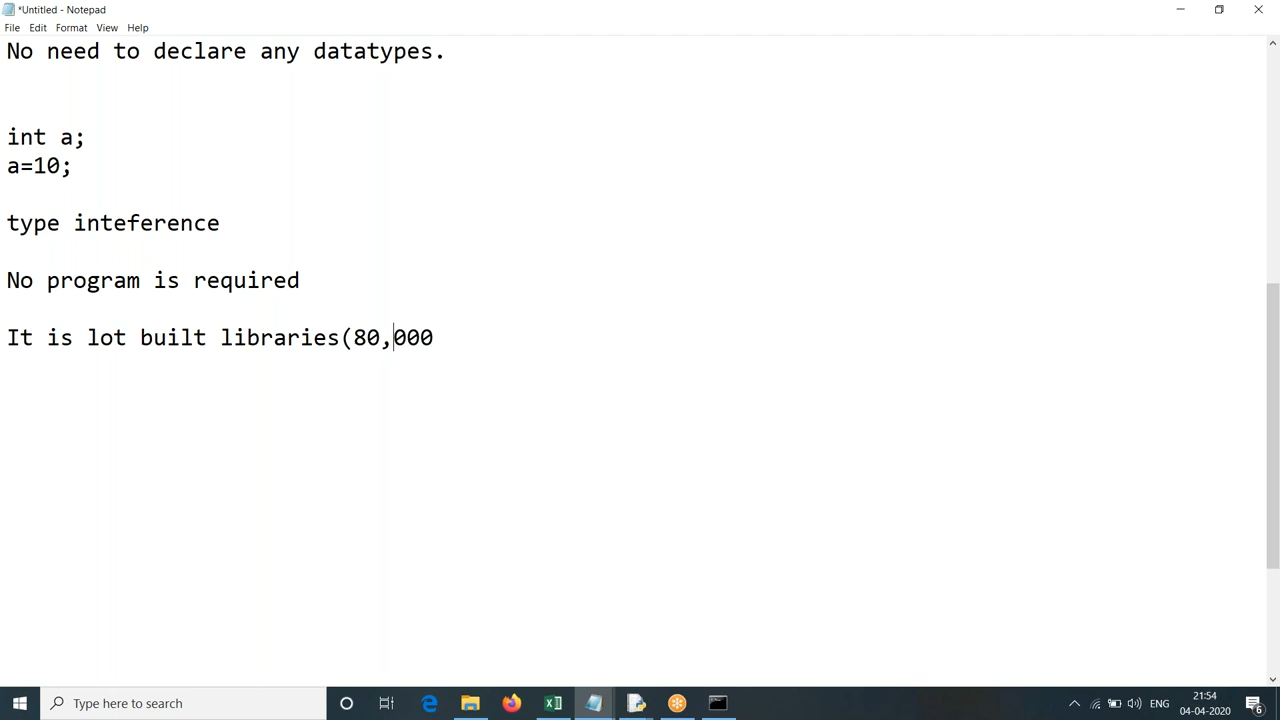 *Untitled - Notepad
File Edit Format View Help
No need to declare any datatypes.
int a;
a=10;
type inteference
No program is required
It is lot built libraries(80,000
Type here to search
ENG
21:54
04-04-2020
6